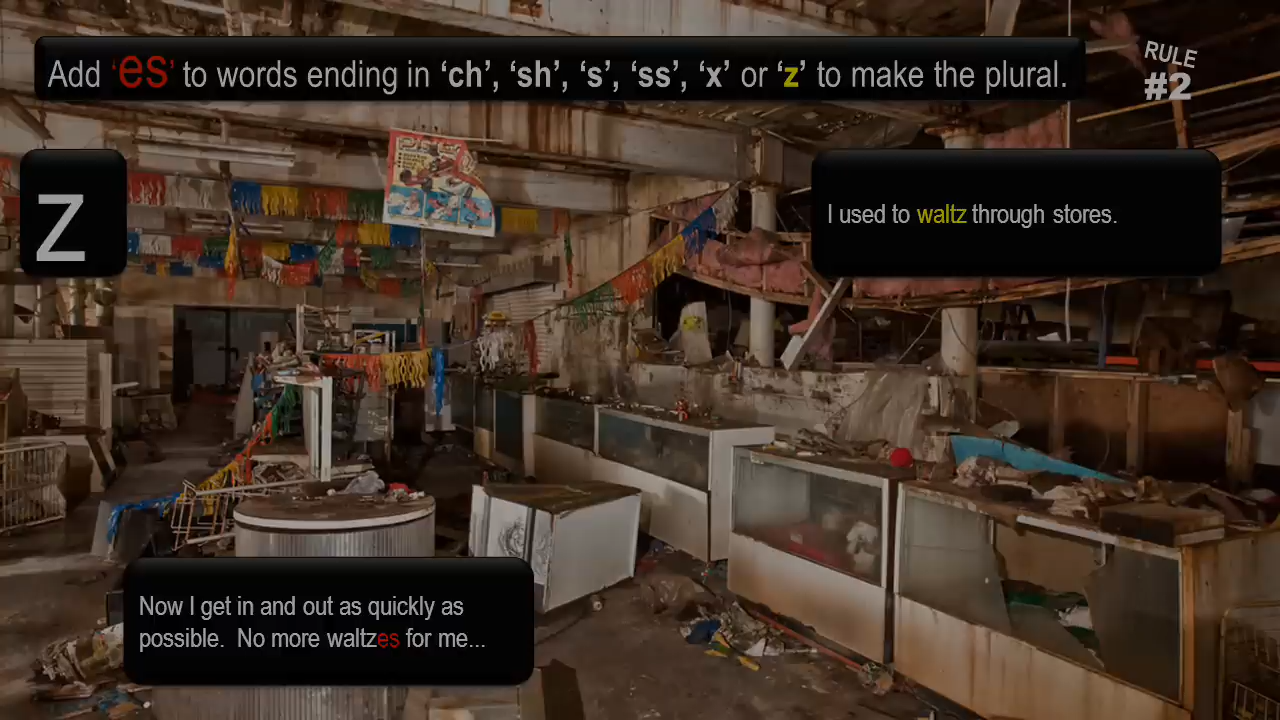 Add ‘es’ to words ending in ‘ch’, ‘sh’, ‘s’, ‘ss’, ‘x’ or ‘z’ to make the plural.
RULE
#2
Z
I used to waltz through stores.
Now I get in and out as quickly as
possible.  No more waltzes for me...